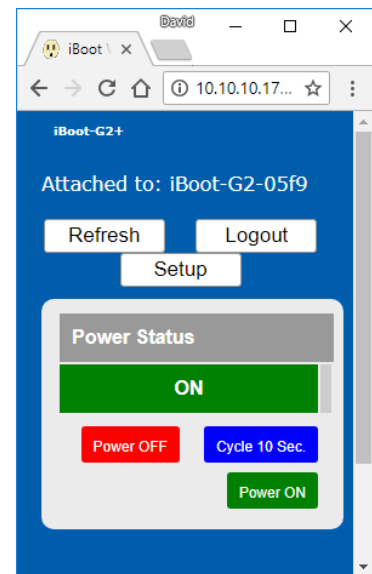 David
iBoot \
10.10.10.17...
iBoot-G2+
Attached to: iBoot-G2-05f9
Refresh Logout
Setup
Power Status
ON
Power OFF Cycle 10 Sec.
Power ON